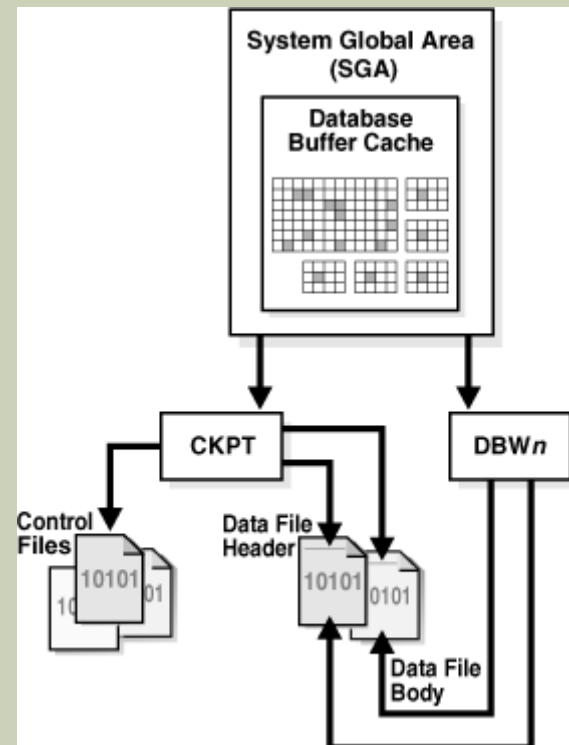 System Global Area
(SGA)
Database
Buffer Cache
CKPT
DBWn
Control
Files
Data File
Header
10101
10
01
10101
0101
Data File
Body